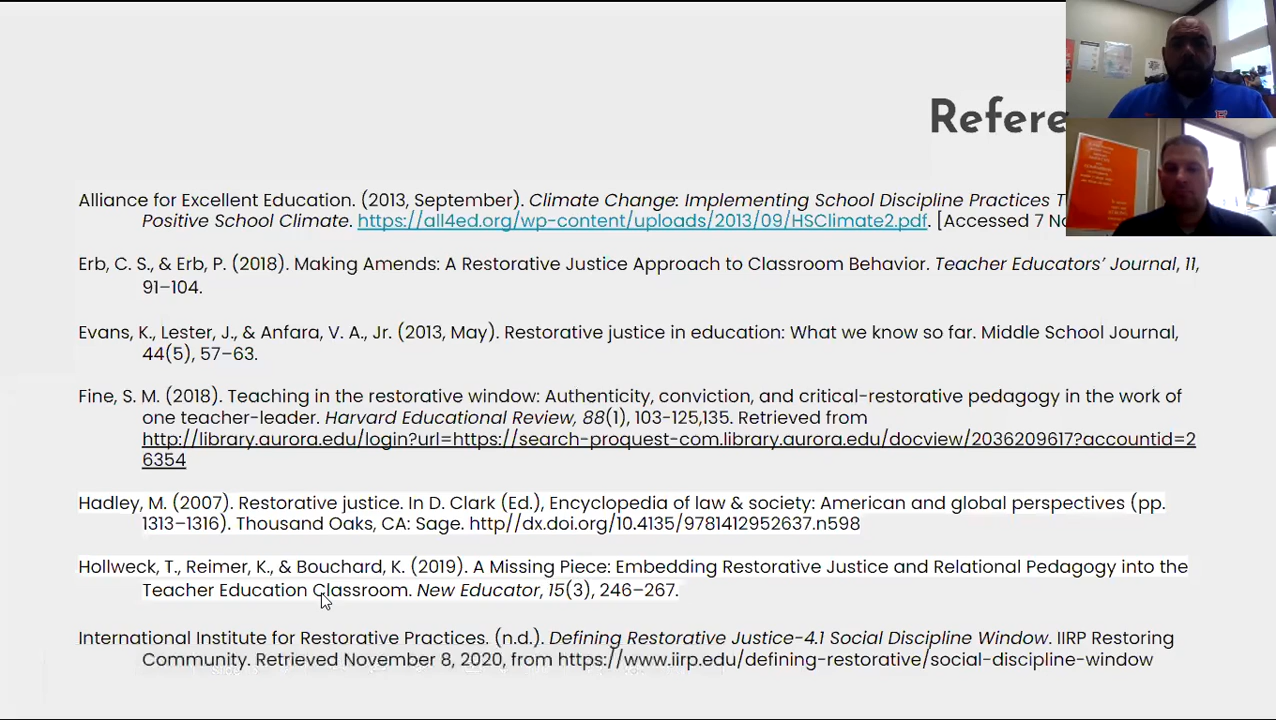 Refere
Alliance for Excellent Education. (2013, September). Climate Change: Implementing School Discipline Practices T
Positive School Climate. https://all4ed.org/wp-content/uploads/2013/09/HSClimate2.pdf. [Accessed 7 No
Erb, C. S., & Erb, P. (2018). Making Amends: A Restorative Justice Approach to Classroom Behavior. Teacher Educators' Journal, 11,
91–104.
Evans, K., Lester, J., & Anfara, V. A., Jr. (2013, May). Restorative justice in education: What we know so far. Middle School Journal,
44(5), 57–63.
Fine, S. M. (2018). Teaching in the restorative window: Authenticity, conviction, and critical-restorative pedagogy in the work of
one teacher-leader. Harvard Educational Review, 88(1), 103-125,135. Retrieved from
http://library.aurora.edu/login?url=https://search-proquest-com.library.aurora.edu/docview/2036209617?accountid=2
6354
Hadley, M. (2007). Restorative justice. In D. Clark (Ed.), Encyclopedia of law & society: American and global perspectives (pp.
1313–1316). Thousand Oaks, CA: Sage. http//dx.doi.org/10.4135/9781412952637.n598
Hollweck, T., Reimer, K., & Bouchard, K. (2019). A Missing Piece: Embedding Restorative Justice and Relational Pedagogy into the
Teacher Education Classroom. New Educator, 15(3), 246–267.
International Institute for Restorative Practices. (n.d.). Defining Restorative Justice-4.1 Social Discipline Window. IIRP Restoring
Community. Retrieved November 8, 2020, from https://www.iirp.edu/defining-restorative/social-discipline-window